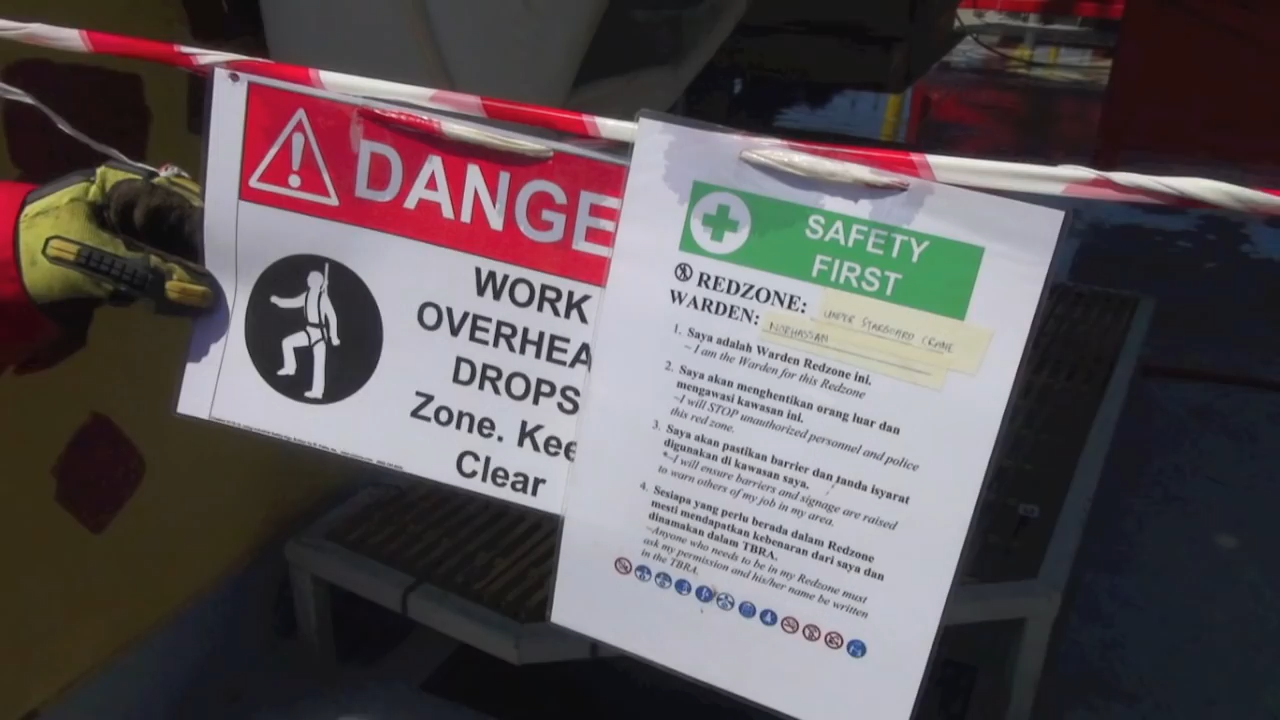 DANGE
WORK
OVERHEA
DROPS
Zone. Kee
Clear
SAFETY
FIRST
REDZONE: UNDER STARBOARD CRANE
WARDEN: NORHASSAN
1. Saya adalah Warden Redzone ini.
~ I am the Warden for this Redzone
2. Saya akan menghentikan orang luar dan
mengawasi kawasan ini.
~I will STOP unauthorized personnel and police
this red zone.
3. Saya akan pastikan barrier dan tanda isyarat
digunakan di kawasan saya.
~I will ensure barriers and signage are raised
to warn others of my job in my area.
4. Sesiapa yang perlu berada dalam Redzone
mesti mendapatkan kebenaran dari saya dan
dinamakan dalam TBRA.
~Anyone who needs to be in my Redzone must
ask my permission and his/her name be written
in the TBRA.